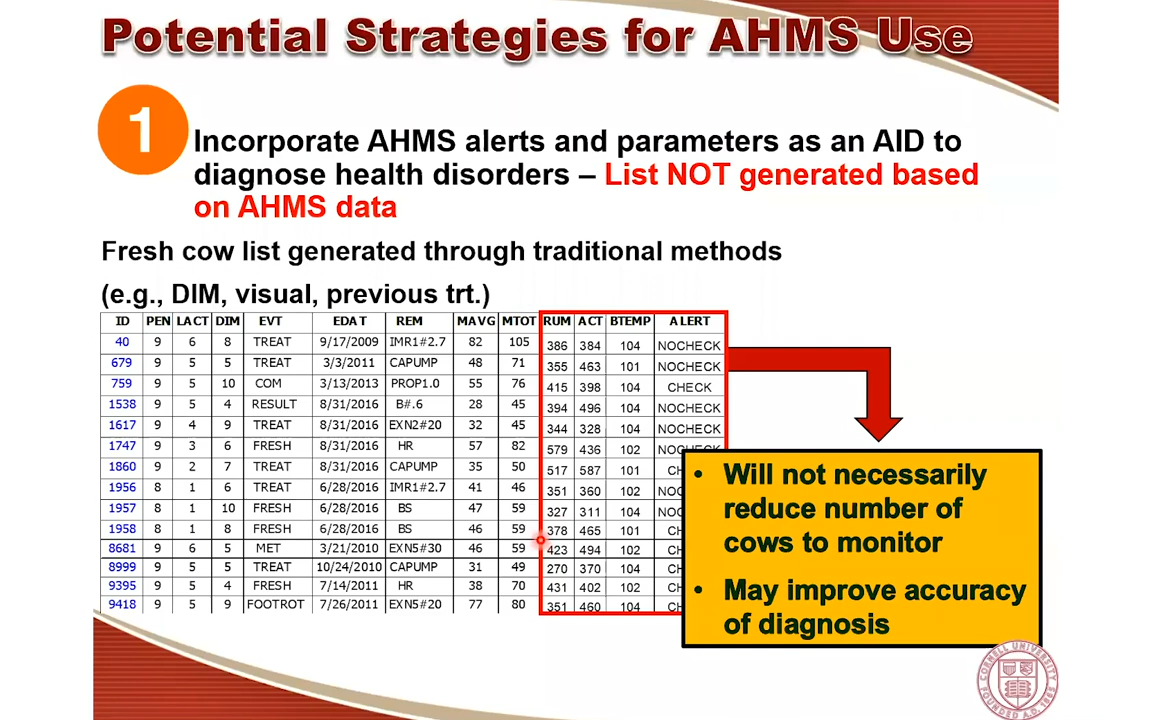 Potential Strategies for AHMS Use
1
Incorporate AHMS alerts and parameters as an AID to
diagnose health disorders – List NOT generated based
on AHMS data
Fresh cow list generated through traditional methods
(e.g., DIM, visual, previous trt.)
ID PEN LACT DIM EVT EDAT REM MAVG MTOT RUM ACT BTEMP ALERT
40 9 6 8 TREAT 9/17/2009 IMR1#2.7 82 105 386 384 104 NOCHECK
679 9 5 5 TREAT 3/3/2011 CAPUMP 48 71 355 463 101 NOCHECK
759 9 5 10 COM 3/13/2013 PROP1.0 55 76 415 398 104 CHECK
1538 9 5 4 RESULT 8/31/2016 B#.6 28 45 394 496 104 NOCHECK
1617 9 4 9 TREAT 8/31/2016 EXN2#20 32 45 344 328 104 NOCHECK
1747 9 3 6 FRESH 8/31/2016 HR 57 82 579 436 102 NOCHECK
1860 9 2 7 TREAT 8/31/2016 CAPUMP 35 50 517 587 101 CH
1956 8 1 6 TREAT 6/28/2016 IMR1#2.7 41 46 351 360 102 NOC
1957 8 1 10 FRESH 6/28/2016 BS 47 59 327 311 104 NOC
1958 8 1 8 FRESH 6/28/2016 BS 46 59 378 465 101 CH
8681 9 6 5 MET 3/21/2010 EXN5#30 46 59 423 494 102 CH
8999 9 5 5 TREAT 10/24/2010 CAPUMP 31 49 270 370 104 CH
9395 9 5 4 FRESH 7/14/2011 HR 38 70 431 402 102 CH
9418 9 5 9 FOOTROT 7/26/2011 EXN5#20 77 80 351 460 104 CH
• Will not necessarily
reduce number of
cows to monitor
• May improve accuracy
of diagnosis
CORNELL UNIVERSITY
FOUNDED A.D. 1865